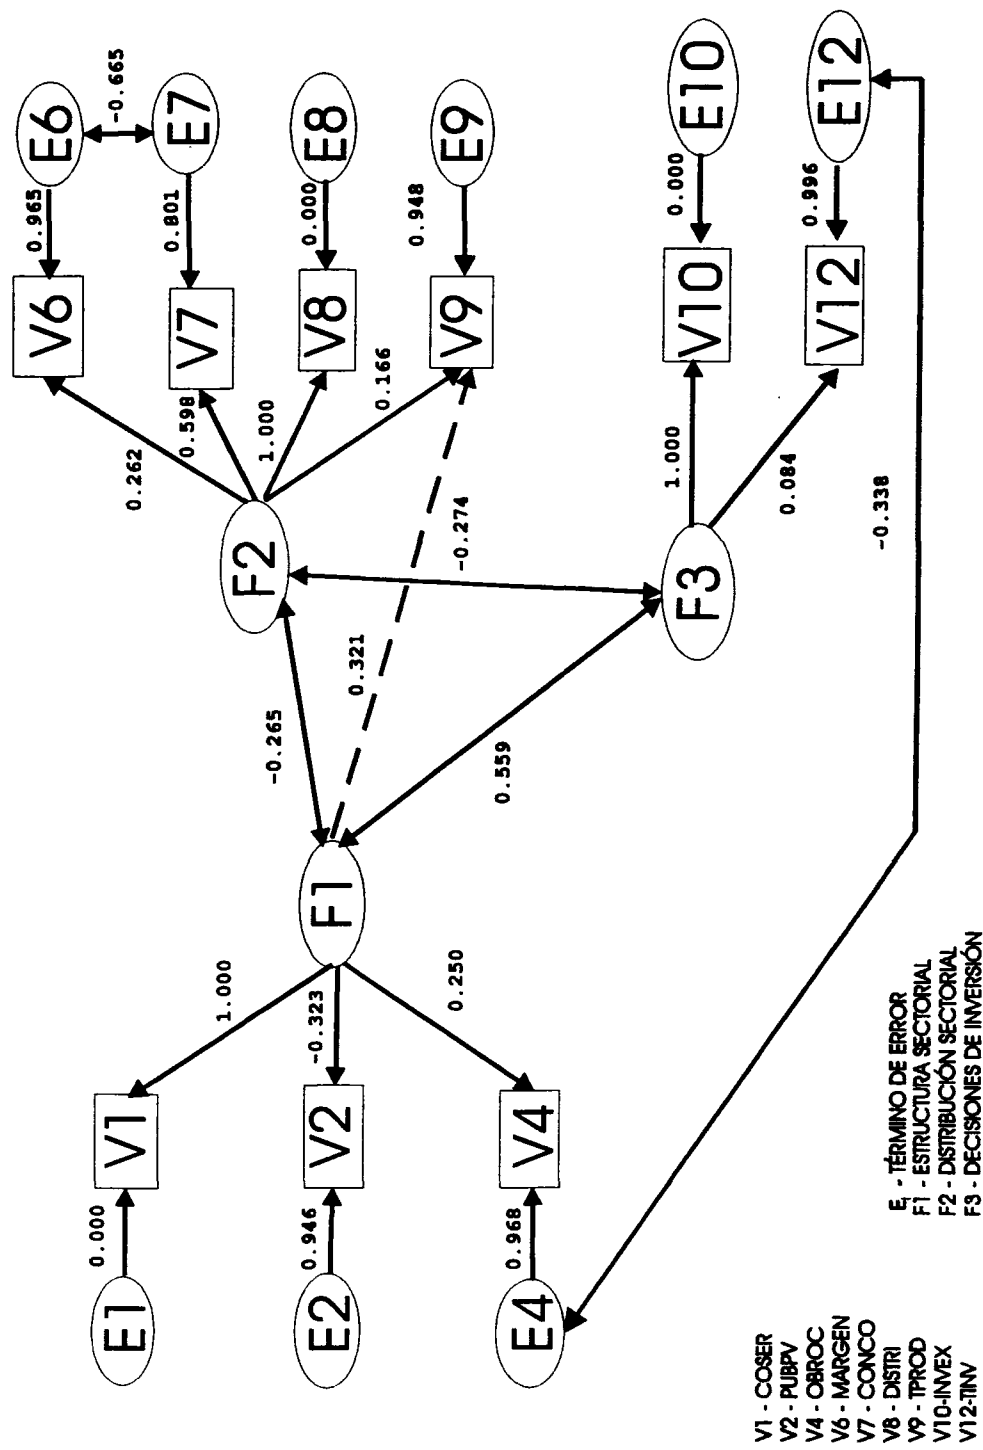 E1
0.000
V1
1.000
E2
0.946
V2
-0.323
E4
0.968
V4
0.250
F1
-0.265
0.321
0.559
F2
-0.274
F3
0.262
V6
0.965
E6
-0.665
0.598
V7
0.801
E7
1.000
V8
0.000
E8
0.166
V9
0.948
E9
1.000
V10
0.000
E10
0.084
V12
0.996
E12
-0.338
V1 - COSER
V2 - PUBPV
V4 - OBROC
V6 - MARGEN
V7 - CONCO
V8 - DISTRI
V9 - TPROD
V10-INVEX
V12-TINV
Ei - TÉRMINO DE ERROR
F1 - ESTRUCTURA SECTORIAL
F2 - DISTRIBUCIÓN SECTORIAL
F3 - DECISIONES DE INVERSIÓN